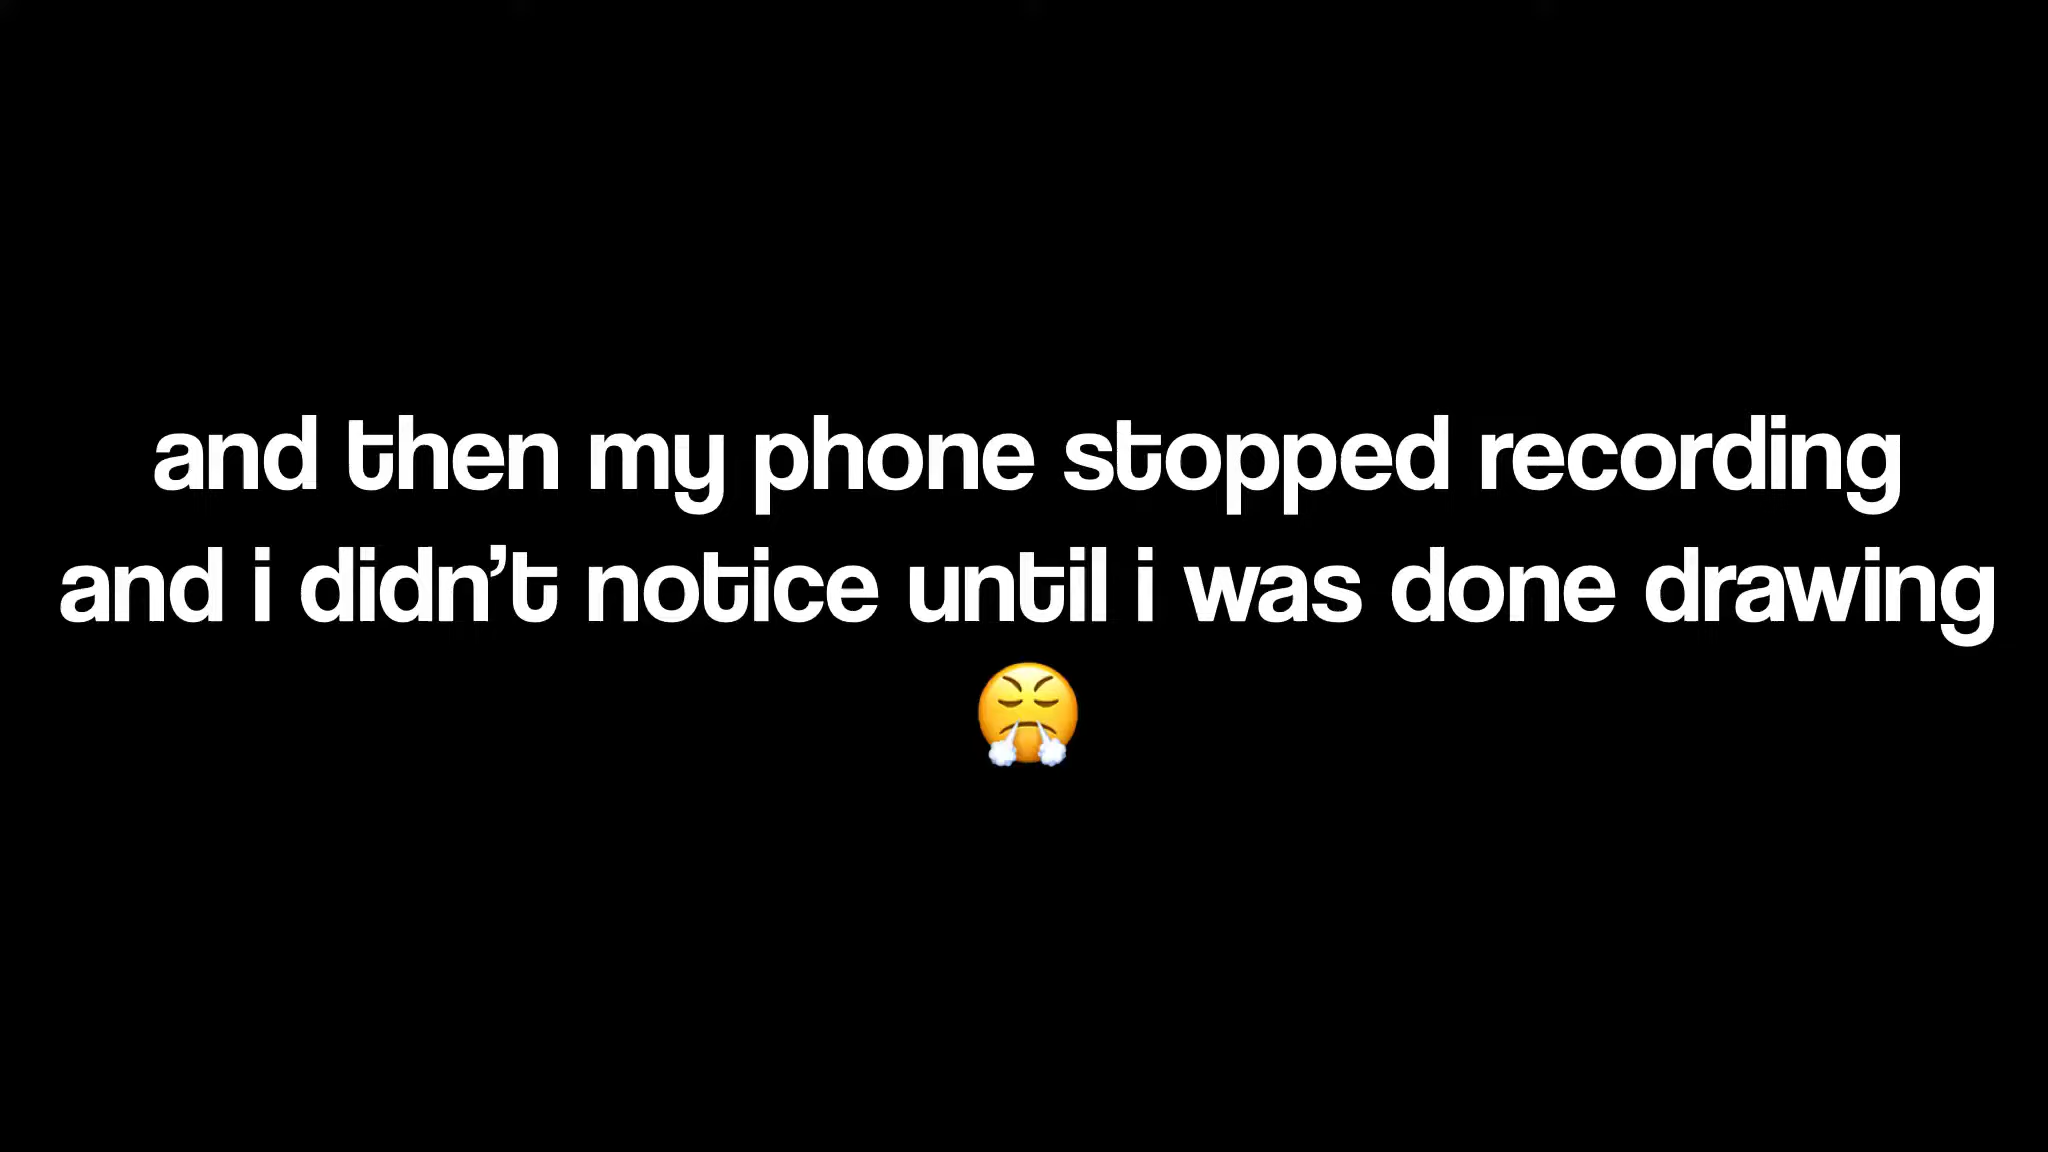 and then my phone stopped recording
and i didn't notice until i was done drawing
😤